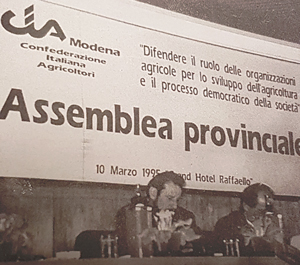 CIA Modena
Confederazione
Italiana
Agricoltori
"Difendere il ruolo delle organizzazioni
agricole per lo sviluppo dell'agricoltura
e il processo democratico della società"
Assemblea provinciale
10 Marzo 1995 Grand Hotel Raffaello"